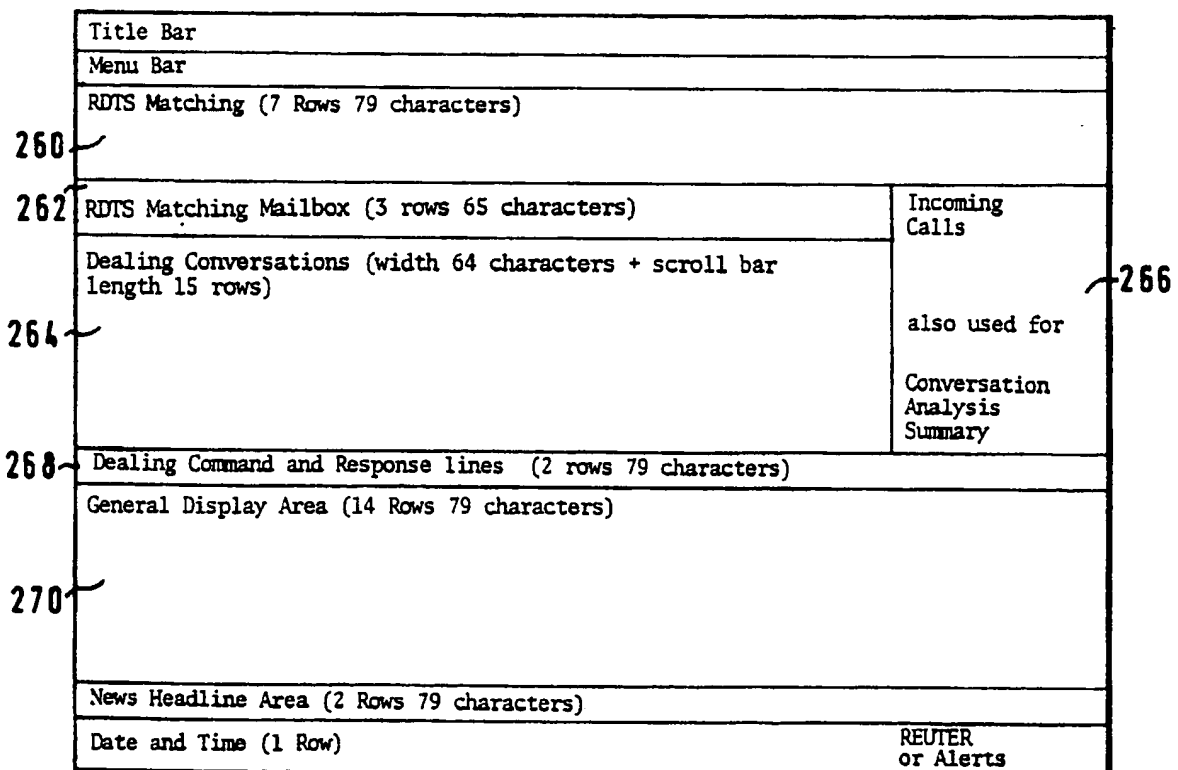 Title Bar
Menu Bar
RDTS Matching (7 Rows 79 characters)
260
262
RDTS Matching Mailbox (3 rows 65 characters)
Incoming
Calls
Dealing Conversations (width 64 characters + scroll bar
length 15 rows)
266
264
also used for
Conversation
Analysis
Summary
268
Dealing Command and Response lines (2 rows 79 characters)
General Display Area (14 Rows 79 characters)
270
News Headline Area (2 Rows 79 characters)
Date and Time (1 Row)
REUTER
or Alerts